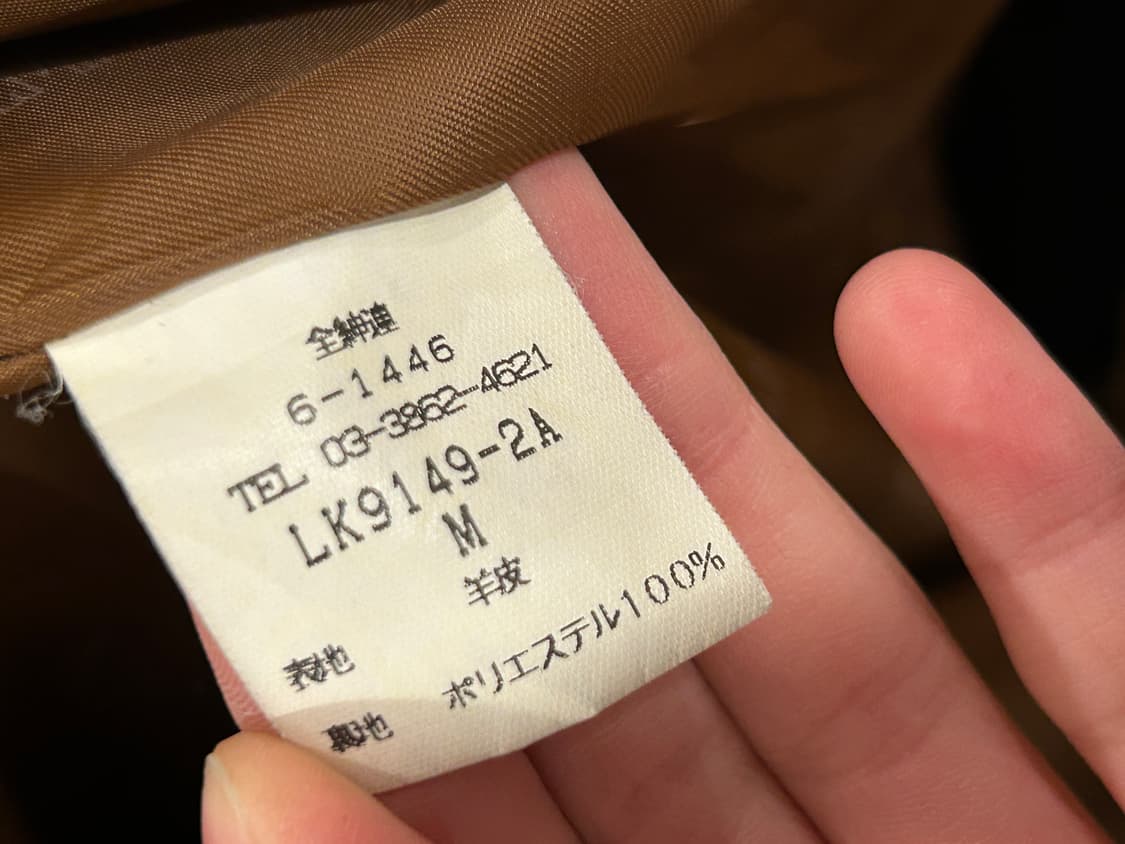 全紳連
6-1446
TEL 03-3862-4621
LK9149-2A
M
表地 羊皮
裏地 ポリエステル100%